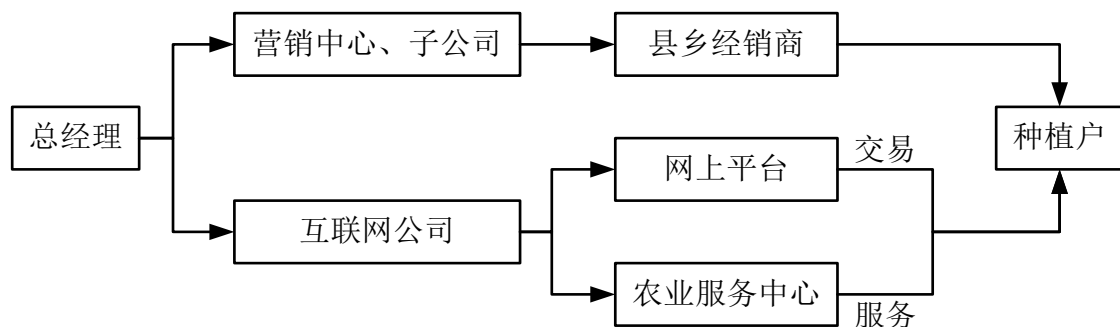 营销中心、子公司
县乡经销商
总经理
种植户
网上平台
交易
互联网公司
农业服务中心
服务